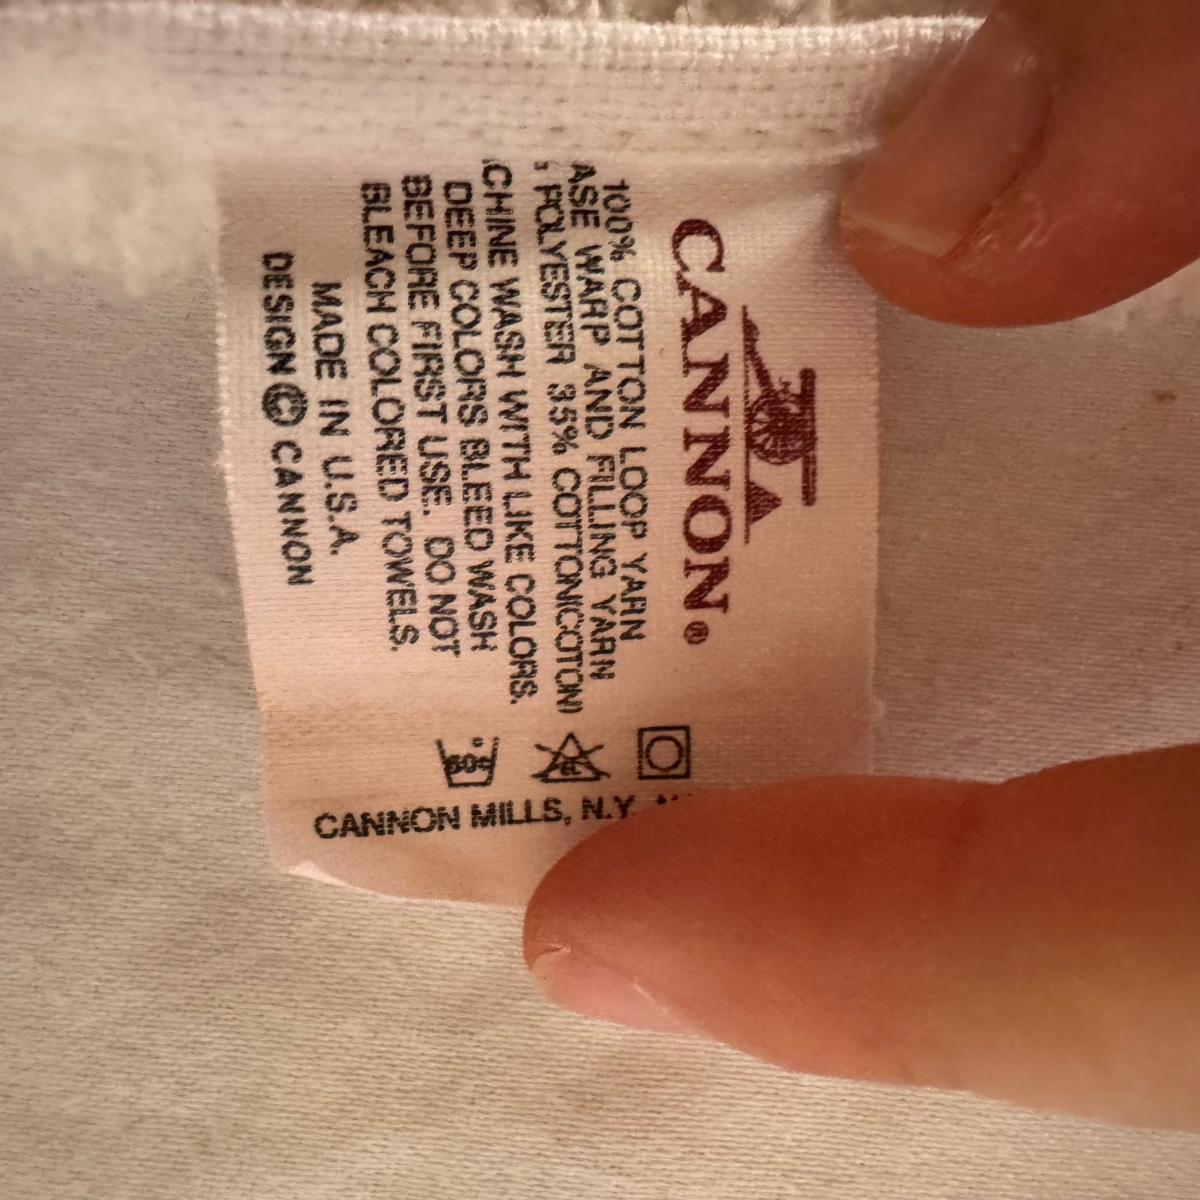 CANNON®
100% COTTON LOOP YARN
ASE WARP AND FILLING YARN
, POLYESTER 35% COTTON(COTON)
CHINE WASH WITH LIKE COLORS.
DEEP COLORS BLEED WASH
BEFORE FIRST USE. DO NOT
BLEACH COLORED TOWELS.
MADE IN U.S.A.
DESIGN © CANNON
CANNON MILLS, N.Y.